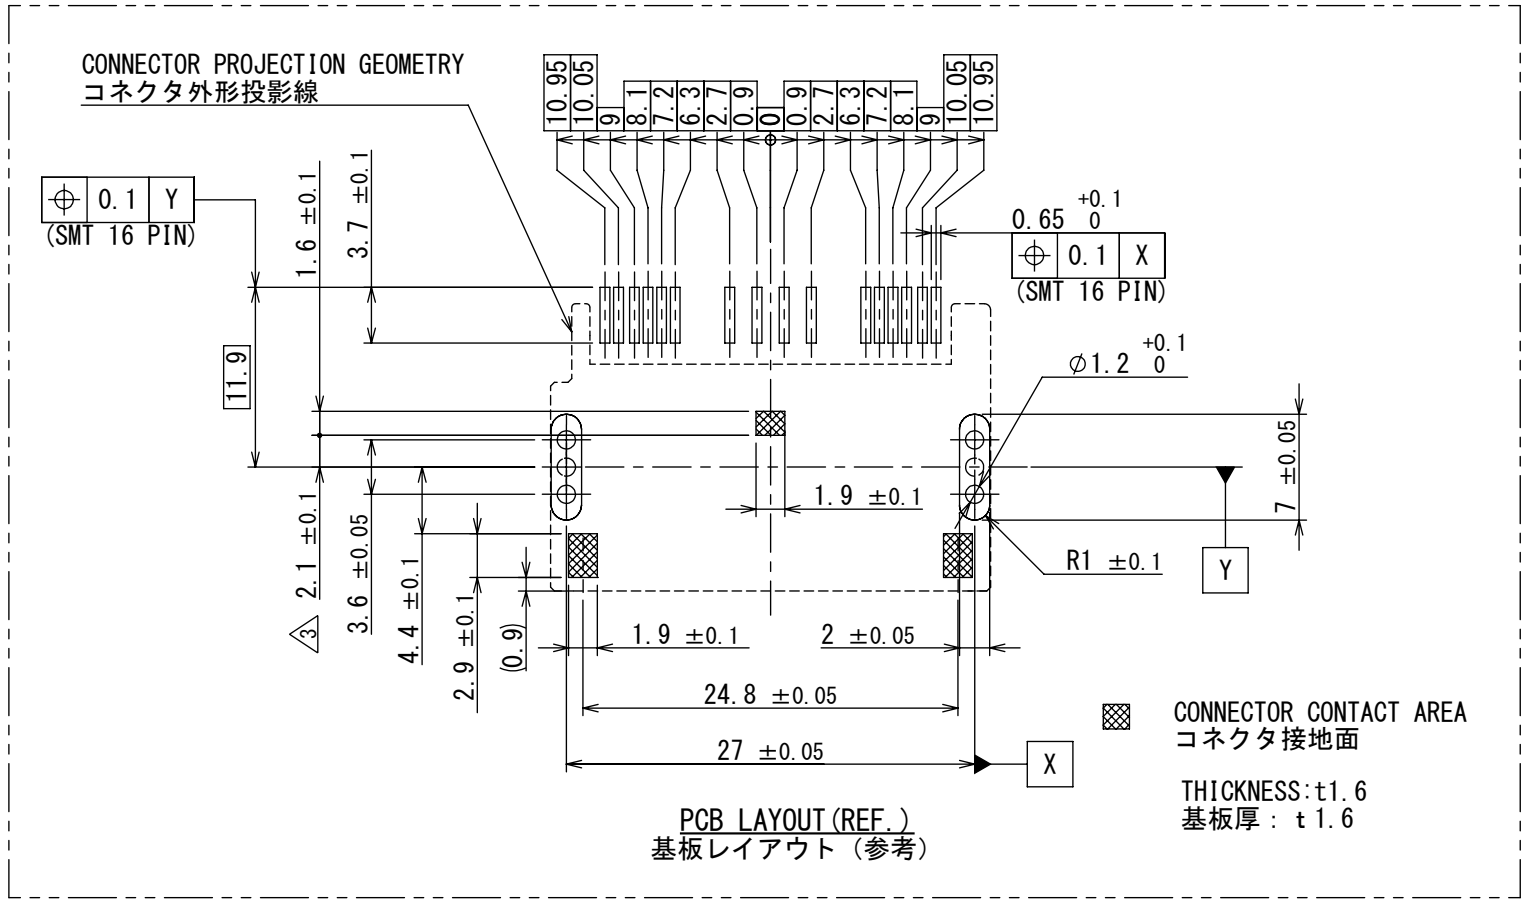 CONNECTOR PROJECTION GEOMETRY
コネクタ外形投影線
10.95
10.05
9
8.1
7.2
6.3
2.7
0.9
0
0.9
2.7
6.3
7.2
8.1
9
10.05
10.95
⌖ 0.1 Y
(SMT 16 PIN)
1.6 ±0.1
3.7 ±0.1
0.65 +0.1 0
⌖ 0.1 X
(SMT 16 PIN)
11.9
⌀1.2 +0.1 0
7 ±0.05
1.9 ±0.1
R1 ±0.1
Y
3
2.1 ±0.1
3.6 ±0.05
4.4 ±0.1
2.9 ±0.1
(0.9)
1.9 ±0.1
2 ±0.05
24.8 ±0.05
27 ±0.05
X
CONNECTOR CONTACT AREA
コネクタ接地面
THICKNESS:t1.6
基板厚：t1.6
PCB LAYOUT(REF.)
基板レイアウト（参考）